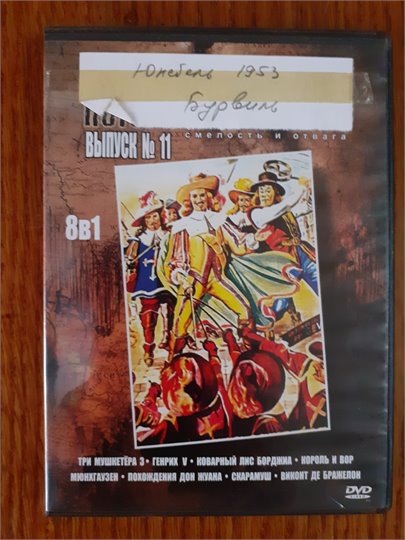 Юнебель 1953
Бурвиль
ВЫПУСК № 11
смелость и отвага
8в1
ТРИ МУШКЕТЁРА 3 • ГЕНРИХ V • КОВАРНЫЙ ЛИС БОРДЖИА • КОРОЛЬ И ВОР
МЮНХГАУЗЕН • ПОХОЖДЕНИЯ ДОН ЖУАНА • СКАРАМУШ • ВИКОНТ ДЕ БРАЖЕЛОН
DVD
VIDEO